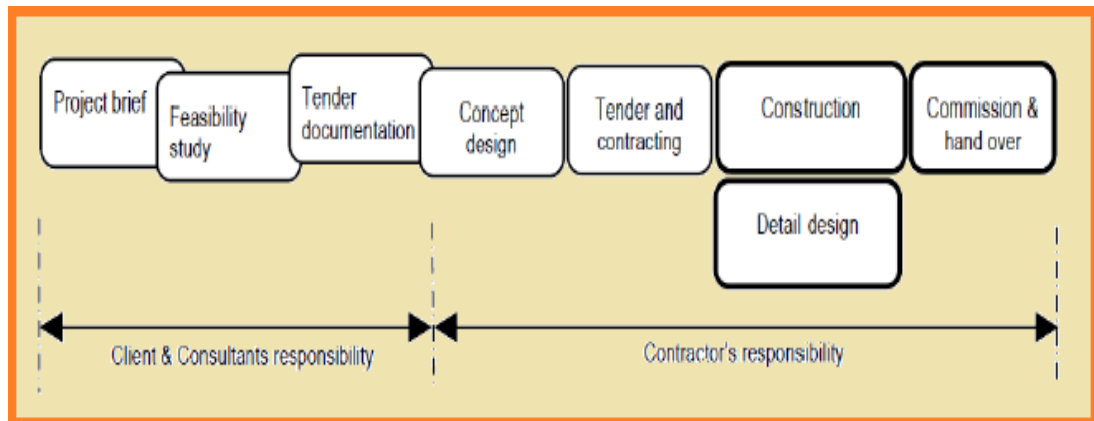 Project brief
Feasibility
study
Tender
documentation
Concept
design
Tender and
contracting
Construction
Commission &
hand over
Detail design
Client & Consultants responsibility
Contractor's responsibility